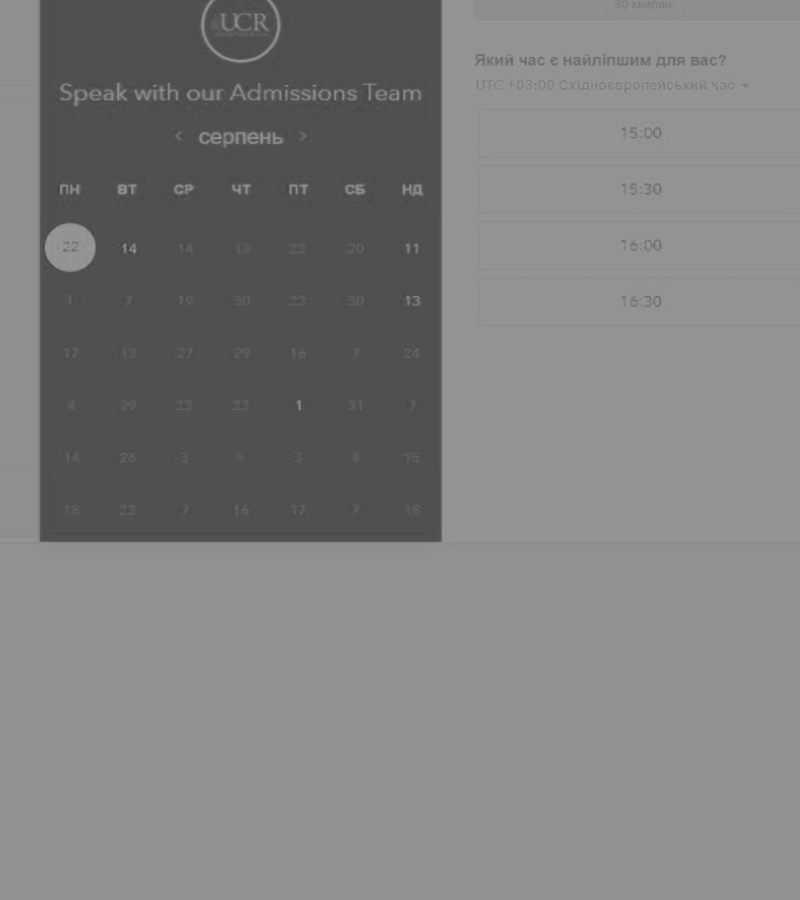 UCR
Speak with our Admissions Team
< серпень >
ПН ВТ СР ЧТ ПТ СБ НД
22 14 14 13 23 20 11
1 7 19 30 23 30 13
17 13 27 29 16 7 24
4 29 23 23 1 31 7
14 26 3 5 3 4 15
18 23 7 16 17 7 18
30 хвилин
Який час є найліпшим для вас?
UTC +03:00 Східноєвропейський час
15:00
15:30
16:00
16:30